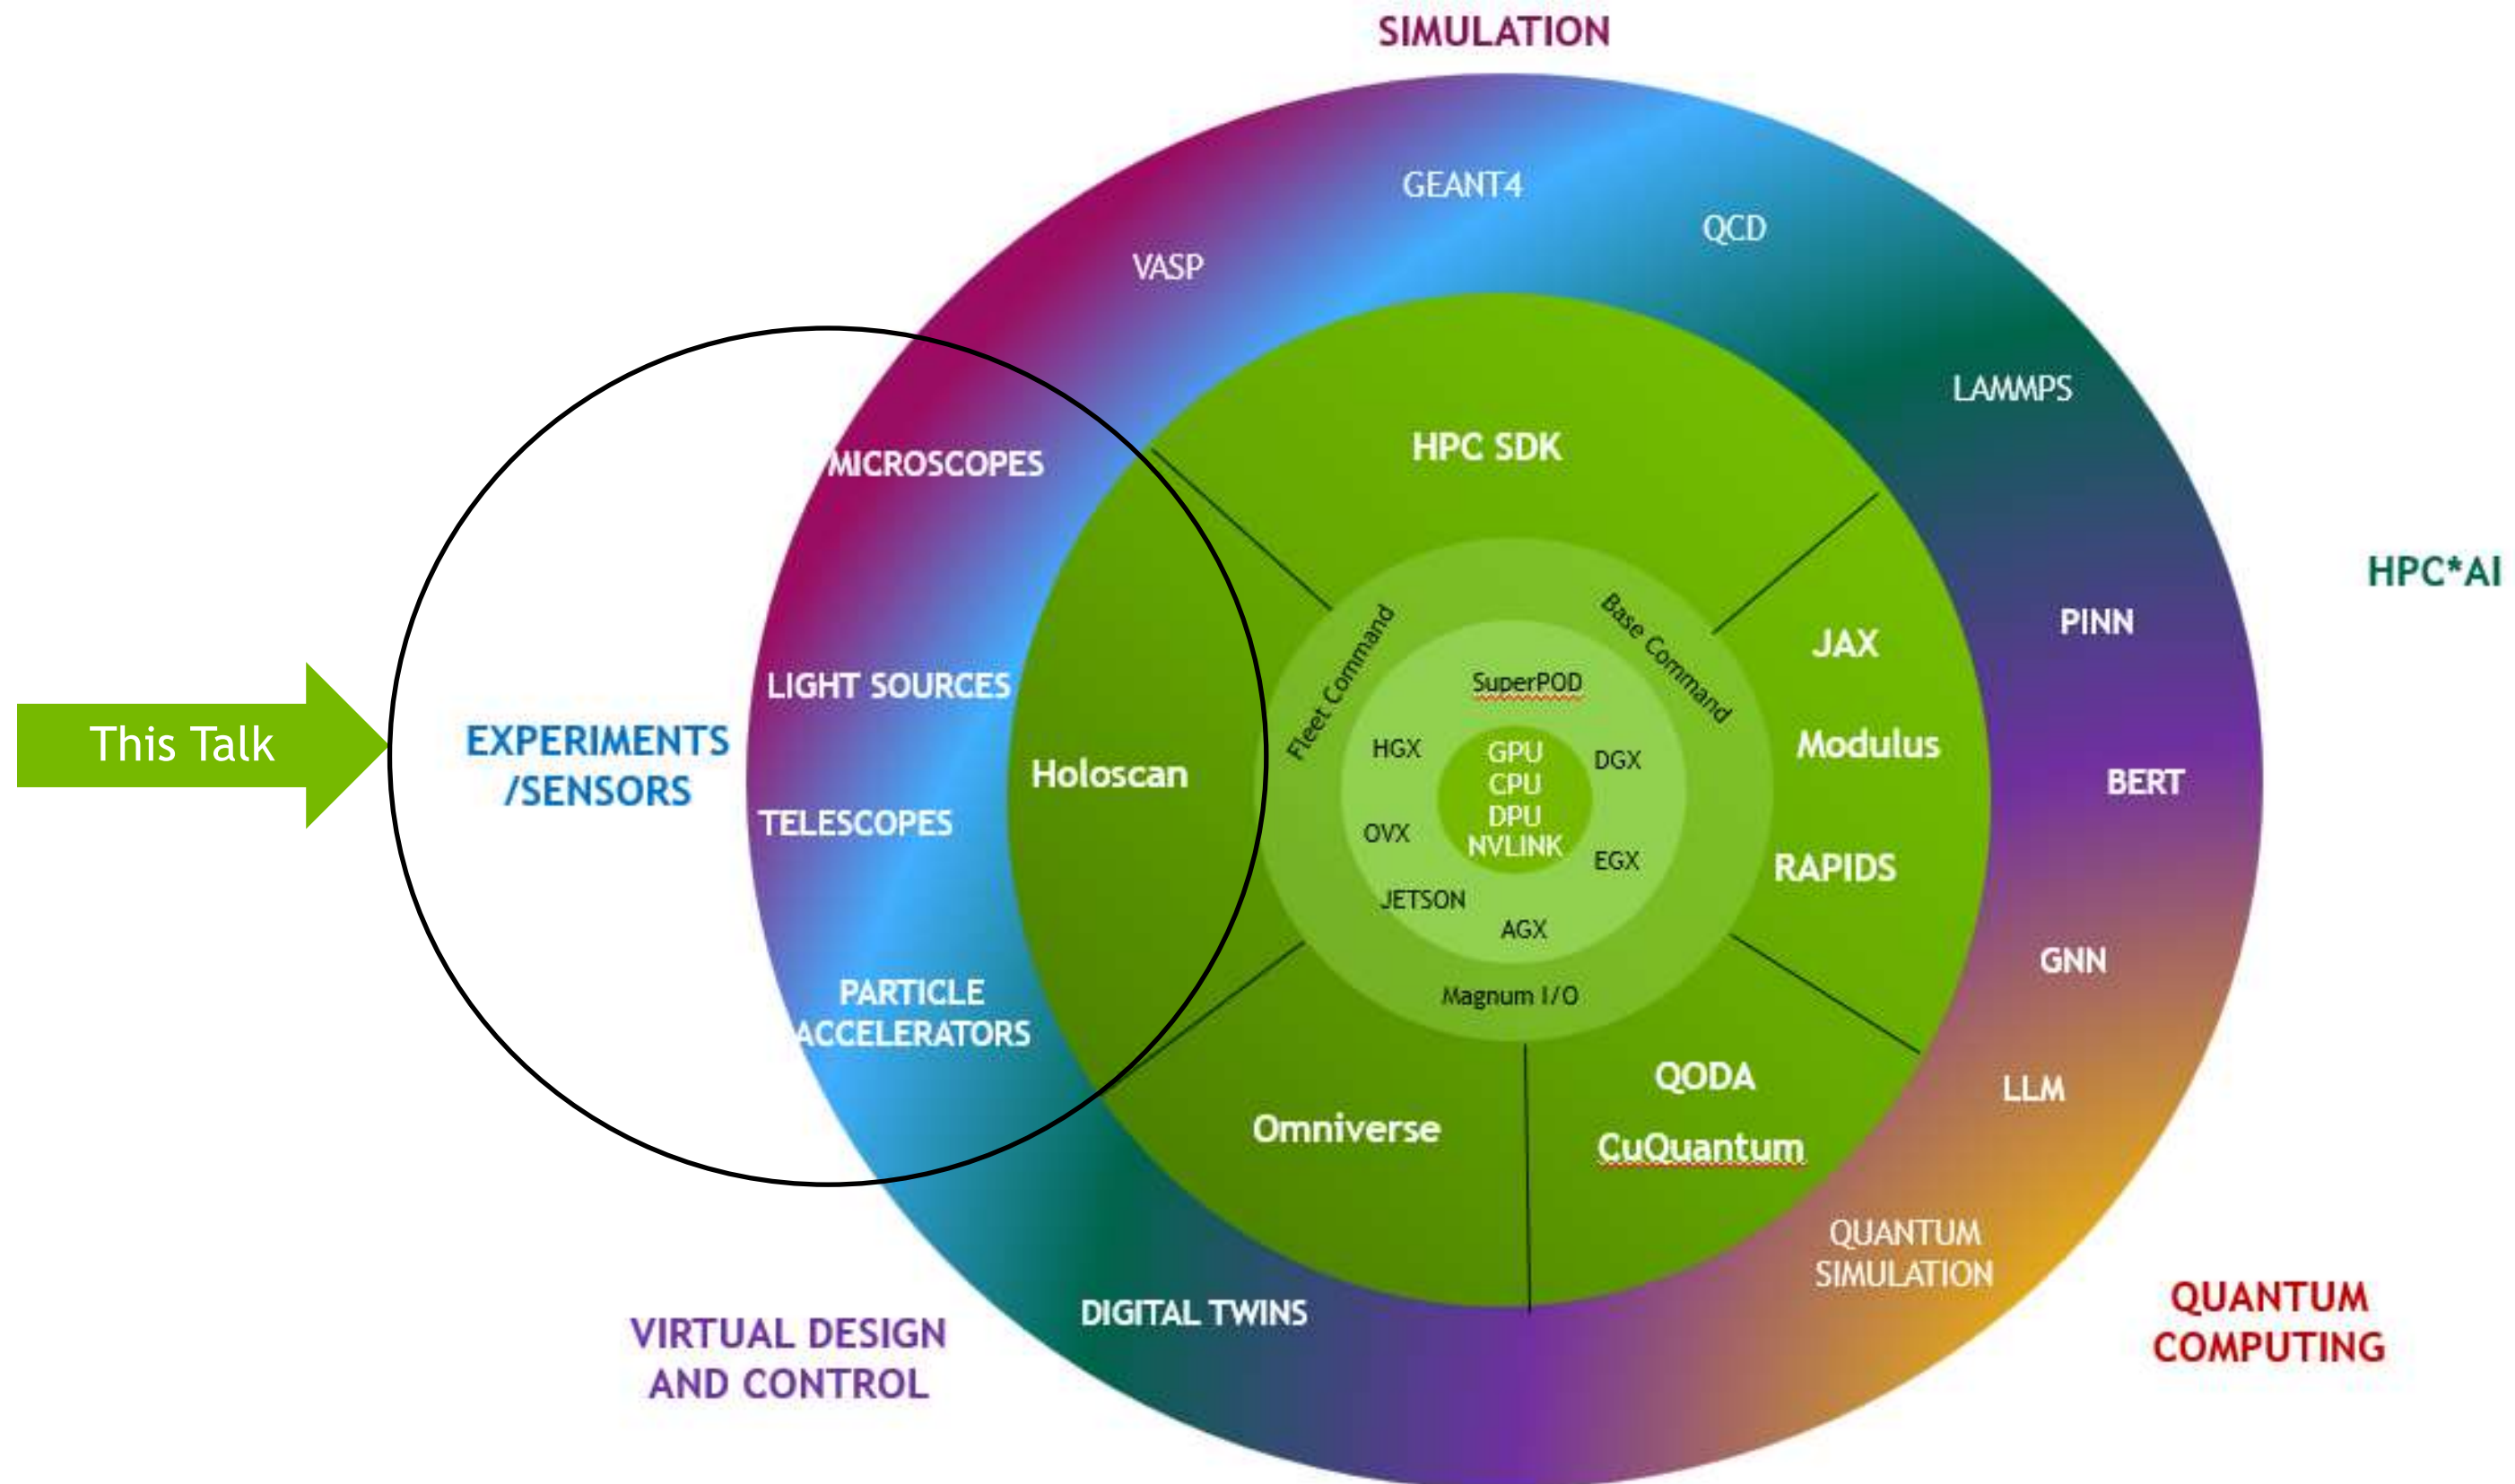 SIMULATION
GEANT4
QCD
VASP
LAMMPS
HPC SDK
MICROSCOPES
HPC*AI
PINN
Fleet Command
Base Command
JAX
SuperPOD
LIGHT SOURCES
This Talk
EXPERIMENTS
/SENSORS
Holoscan
HGX
GPU
CPU
DPU
NVLINK
DGX
Modulus
BERT
TELESCOPES
OVX
EGX
RAPIDS
JETSON
AGX
GNN
PARTICLE
ACCELERATORS
Magnum I/O
QODA
CuQuantum
LLM
Omniverse
QUANTUM
SIMULATION
DIGITAL TWINS
VIRTUAL DESIGN
AND CONTROL
QUANTUM
COMPUTING